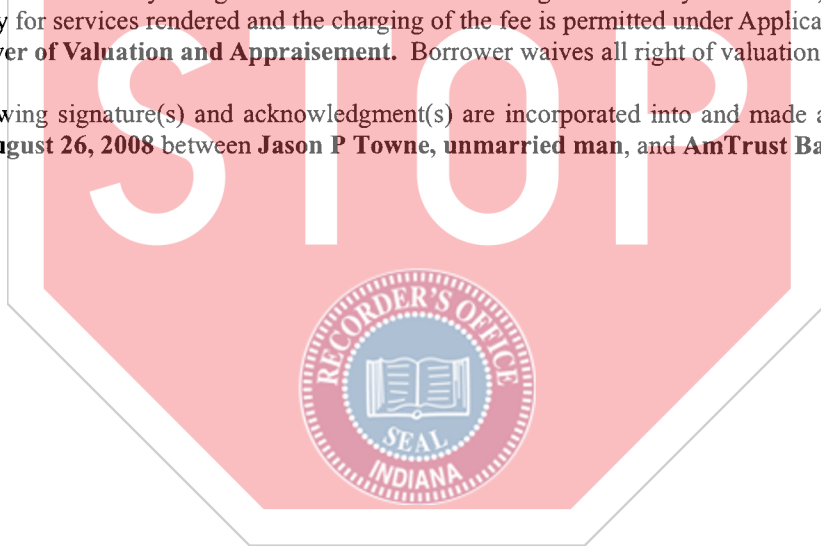 y for services rendered and the charging of the fee is permitted under Applica
ver of Valuation and Appraisement. Borrower waives all right of valuation
wing signature(s) and acknowledgment(s) are incorporated into and made a
ugust 26, 2008 between Jason P Towne, unmarried man, and AmTrust Ba
STOP
RECORDER'S OFFICE
SEAL
INDIANA